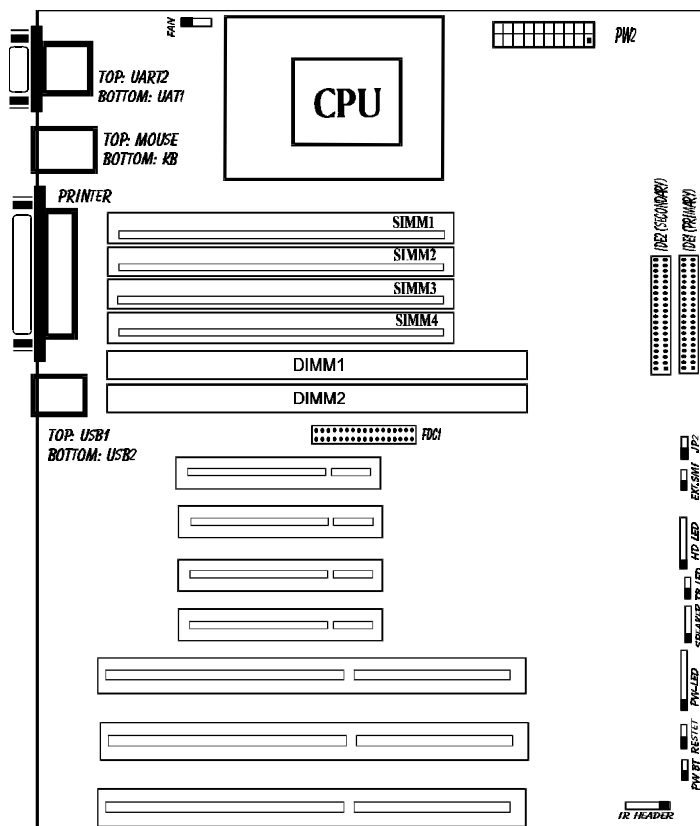 FAN
PW2
TOP: UART2
BOTTOM: UAT1
CPU
TOP: MOUSE
BOTTOM: KB
PRINTER
IDE2 (SECONDARY)
IDE1 (PRIMARY)
SIMM1
SIMM2
SIMM3
SIMM4
DIMM1
DIMM2
TOP: USB1
BOTTOM: USB2
FDC1
JP2
EXT.SMI
HD LED
TB LED
SPEAKER
PW-LED
RESTET
PW BT
IR HEADER